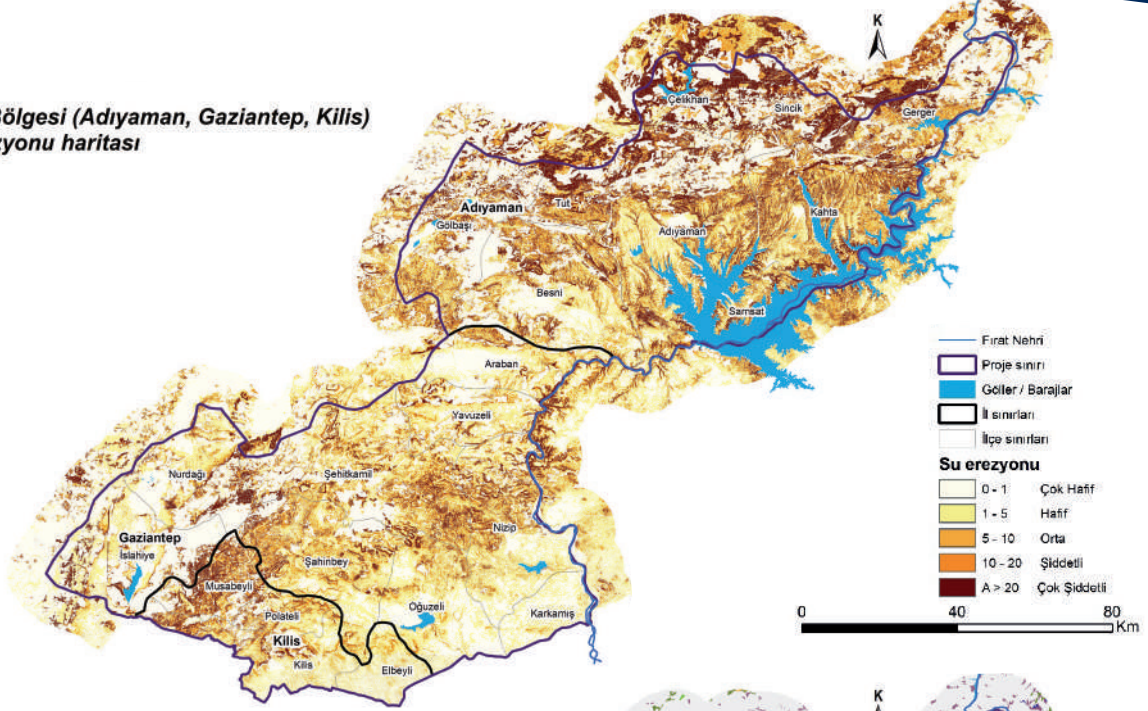 ölgesi (Adıyaman, Gaziantep, Kilis)
zyonu haritası
K
Çelikhan
Sincik
Gerger
Adıyaman
Tut
Gölbaşı
Kahta
Adıyaman
Besni
Samsat
Araban
Yavuzeli
Nurdağı
Şehitkamil
Nizip
Gaziantep
İslahiye
Şahinbey
Musabeyli
Oğuzeli
Polateli
Karkamış
Kilis
Kilis
Elbeyli
Fırat Nehri
Proje sınırı
Göller / Barajlar
İl sınırları
İlçe sınırları
Su erezyonu
0 - 1 Çok Hafif
1 - 5 Hafif
5 - 10 Orta
10 - 20 Şiddetli
A > 20 Çok Şiddetli
0 40 80
Km
K